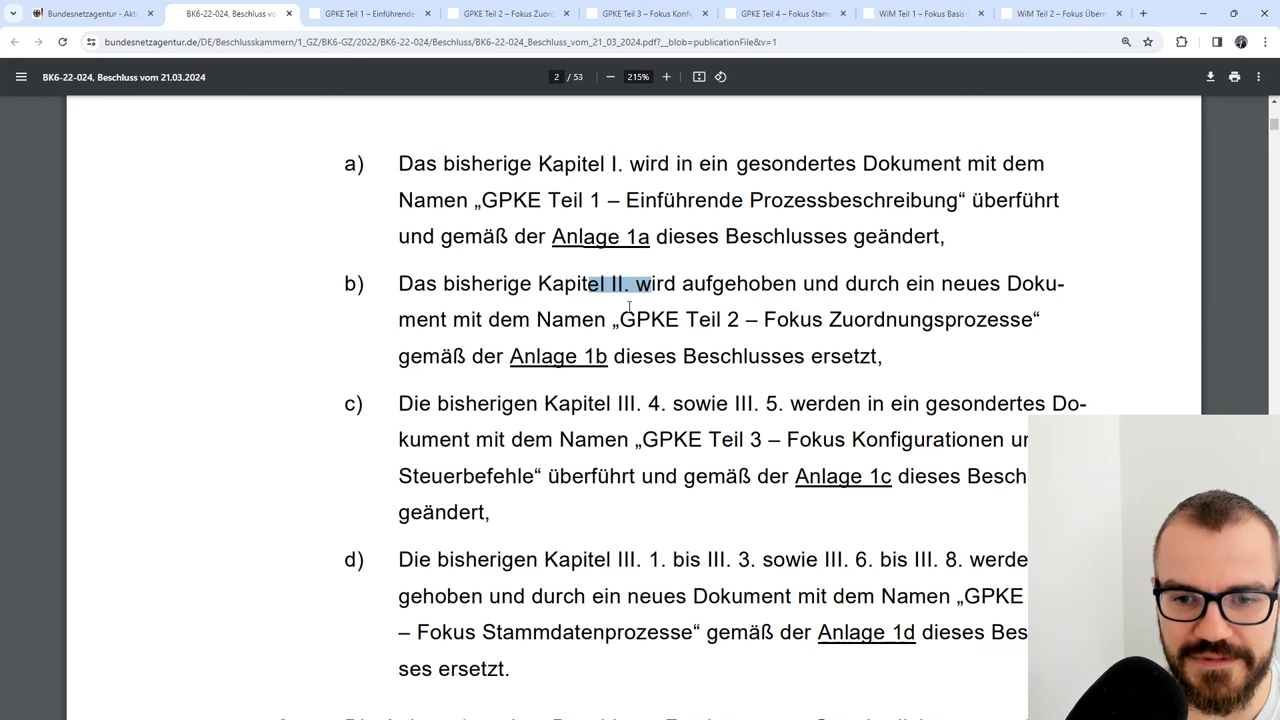 Bundesnetzagentur - Aktu
BK6-22-024, Beschluss vo
GPKE Teil 1 – Einführende
GPKE Teil 2 – Fokus Zuord
GPKE Teil 3 – Fokus Konfig
GPKE Teil 4 – Fokus Stam
WiM Teil 1 – Fokus Basis-
WiM Teil 2 – Fokus Überm
bundesnetzagentur.de/DE/Beschlusskammern/1_GZ/BK6-GZ/2022/BK6-22-024/Beschluss/BK6-22-024_Beschluss_vom_21_03_2024.pdf?__blob=publicationFile&v=1
BK6-22-024, Beschluss vom 21.03.2024
2 / 53
215%
a) Das bisherige Kapitel I. wird in ein gesondertes Dokument mit dem
Namen „GPKE Teil 1 – Einführende Prozessbeschreibung“ überführt
und gemäß der Anlage 1a dieses Beschlusses geändert,
b) Das bisherige Kapitel II. wird aufgehoben und durch ein neues Doku-
ment mit dem Namen „GPKE Teil 2 – Fokus Zuordnungsprozesse“
gemäß der Anlage 1b dieses Beschlusses ersetzt,
c) Die bisherigen Kapitel III. 4. sowie III. 5. werden in ein gesondertes Do-
kument mit dem Namen „GPKE Teil 3 – Fokus Konfigurationen u
Steuerbefehle“ überführt und gemäß der Anlage 1c dieses Besch
geändert,
d) Die bisherigen Kapitel III. 1. bis III. 3. sowie III. 6. bis III. 8. werde
gehoben und durch ein neues Dokument mit dem Namen „GPKE
– Fokus Stammdatenprozesse“ gemäß der Anlage 1d dieses Bes
ses ersetzt.